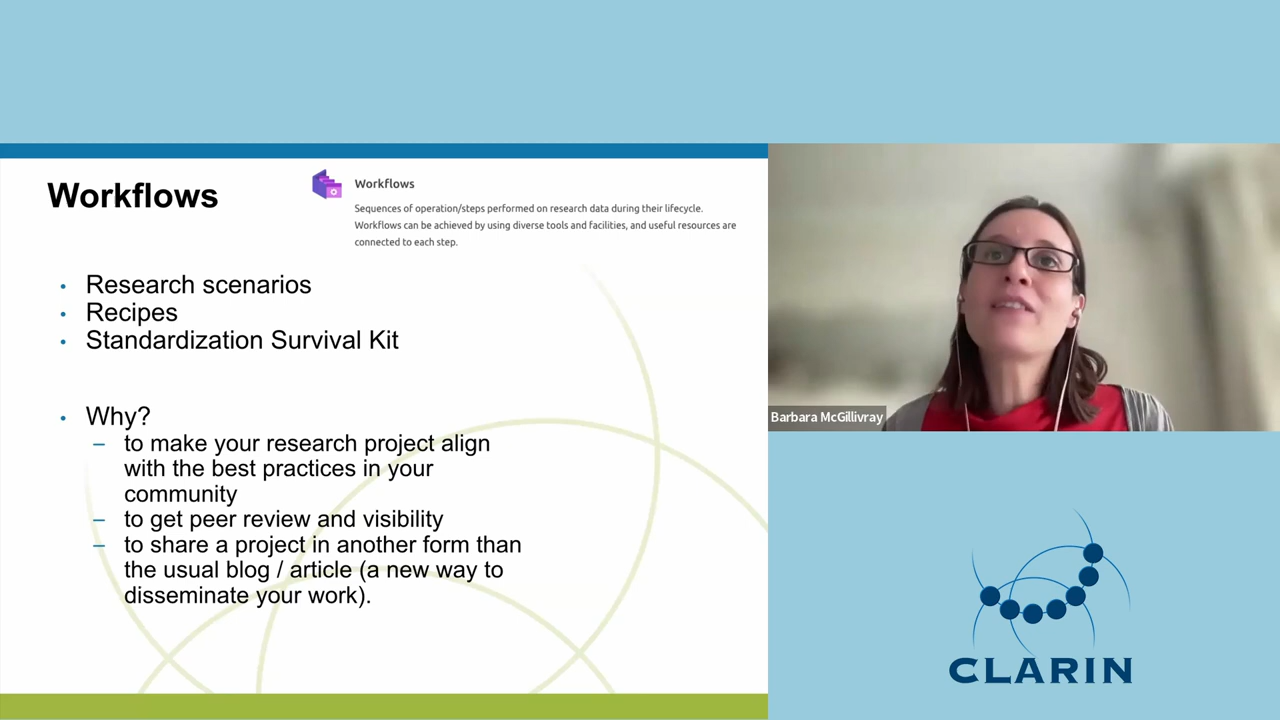 Workflows
Workflows
Sequences of operation/steps performed on research data during their lifecycle.
Workflows can be achieved by using diverse tools and facilities, and useful resources are
connected to each step.
• Research scenarios
• Recipes
• Standardization Survival Kit
• Why?
– to make your research project align
with the best practices in your
community
– to get peer review and visibility
– to share a project in another form than
the usual blog / article (a new way to
disseminate your work).
Barbara McGillivray
CLARIN